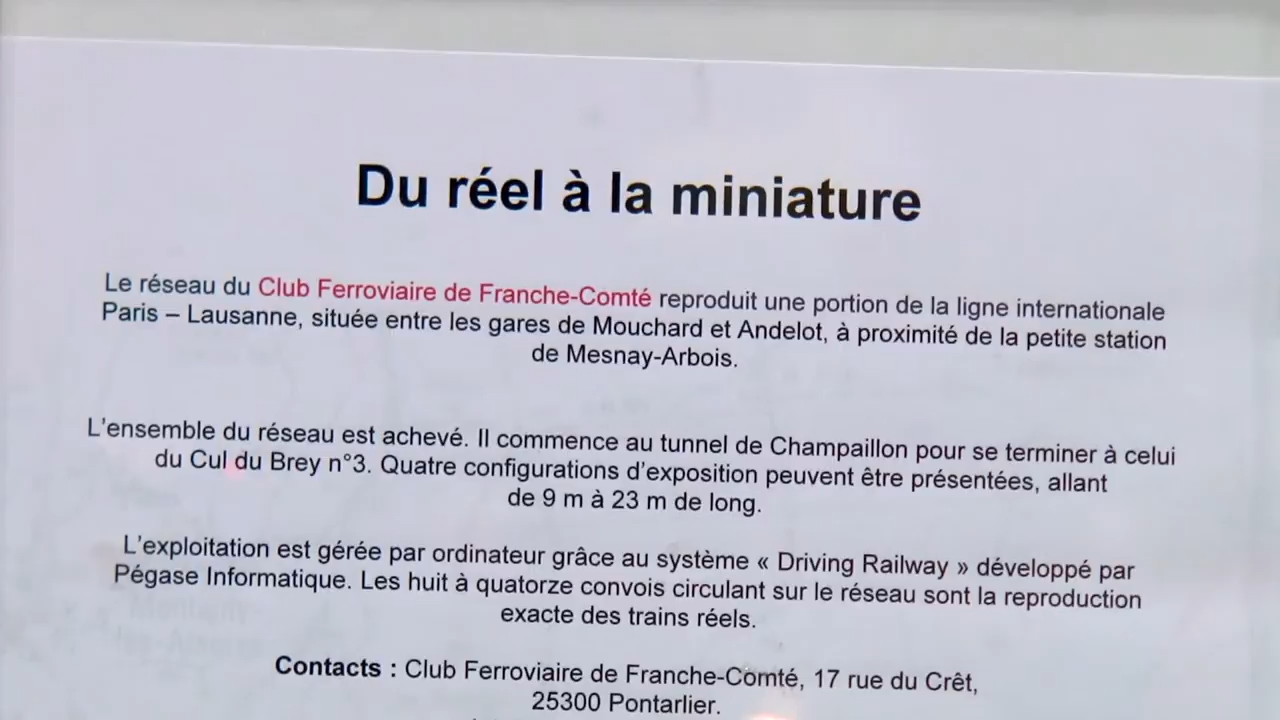 Du réel à la miniature
Le réseau du Club Ferroviaire de Franche-Comté reproduit une portion de la ligne internationale
Paris – Lausanne, située entre les gares de Mouchard et Andelot, à proximité de la petite station
de Mesnay-Arbois.
L'ensemble du réseau est achevé. Il commence au tunnel de Champaillon pour se terminer à celui
du Cul du Brey n°3. Quatre configurations d'exposition peuvent être présentées, allant
de 9 m à 23 m de long.
L'exploitation est gérée par ordinateur grâce au système « Driving Railway » développé par
Pégase Informatique. Les huit à quatorze convois circulant sur le réseau sont la reproduction
exacte des trains réels.
Contacts : Club Ferroviaire de Franche-Comté, 17 rue du Crêt,
25300 Pontarlier.